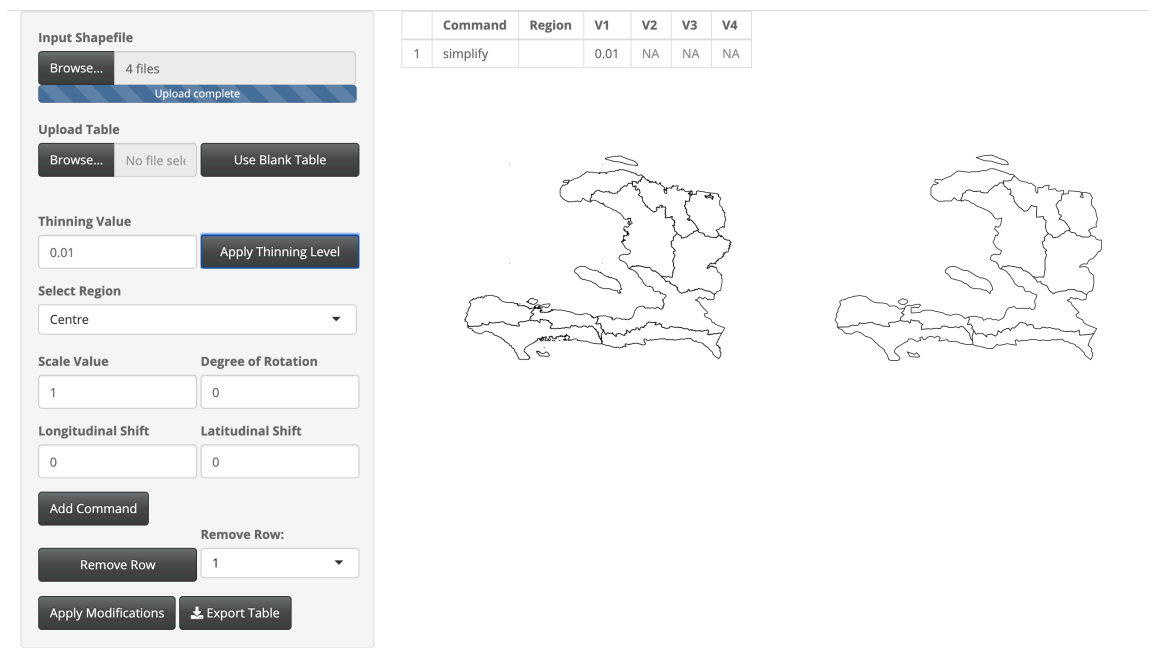 Input Shapefile
Browse... 4 files
Upload complete
Upload Table
Browse... No file sele Use Blank Table
Thinning Value
0.01 Apply Thinning Level
Select Region
Centre
Scale Value Degree of Rotation
1 0
Longitudinal Shift Latitudinal Shift
0 0
Add Command
Remove Row:
Remove Row 1
Apply Modifications Export Table
Command Region V1 V2 V3 V4
1 simplify 0.01 NA NA NA